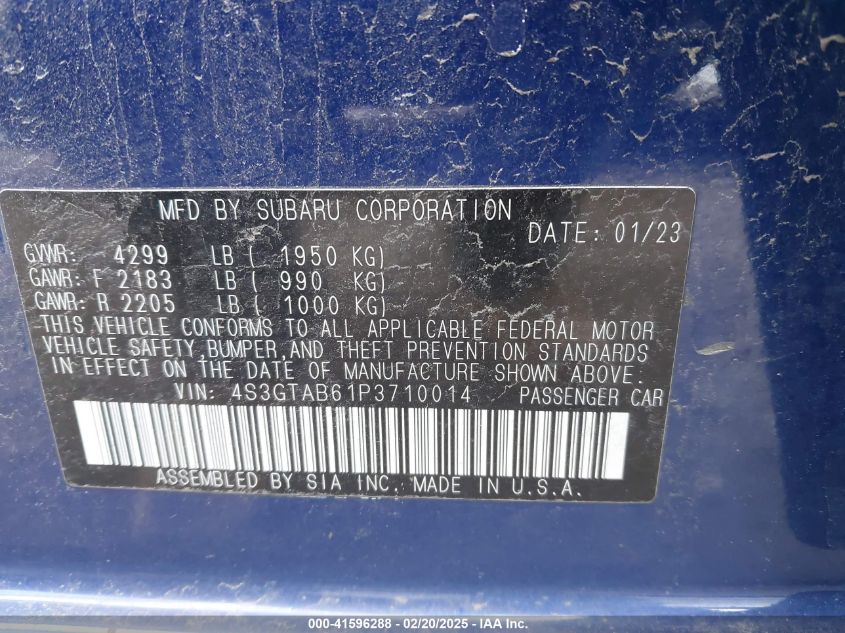 MFD BY SUBARU CORPORATION
DATE: 01/23
GVWR: 4299 LB ( 1950 KG)
GAWR: F 2183 LB ( 990 KG)
GAWR: R 2205 LB ( 1000 KG)
THIS VEHICLE CONFORMS TO ALL APPLICABLE FEDERAL MOTOR
VEHICLE SAFETY,BUMPER,AND THEFT PREVENTION STANDARDS
IN EFFECT ON THE DATE OF MANUFACTURE SHOWN ABOVE.
VIN: 4S3GTAB61P3710014 PASSENGER CAR
ASSEMBLED BY SIA INC. MADE IN U.S.A.
000-41596288 - 02/20/2025 - IAA Inc.